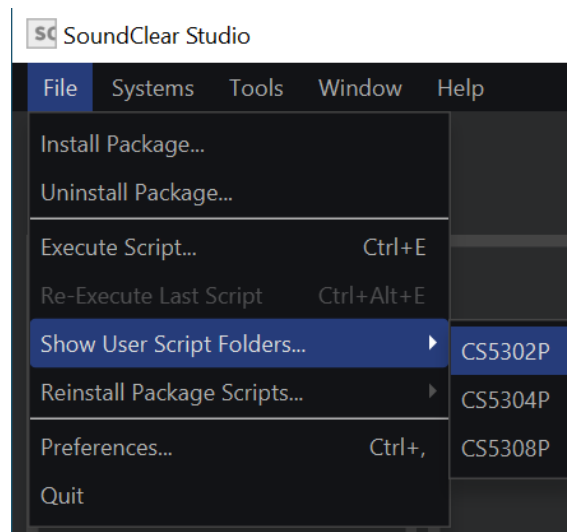 SC SoundClear Studio
File Systems Tools Window Help
Install Package...
Uninstall Package...
Execute Script... Ctrl+E
Re-Execute Last Script Ctrl+Alt+E
Show User Script Folders... CS5302P
Reinstall Package Scripts... CS5304P
Preferences... Ctrl+, CS5308P
Quit